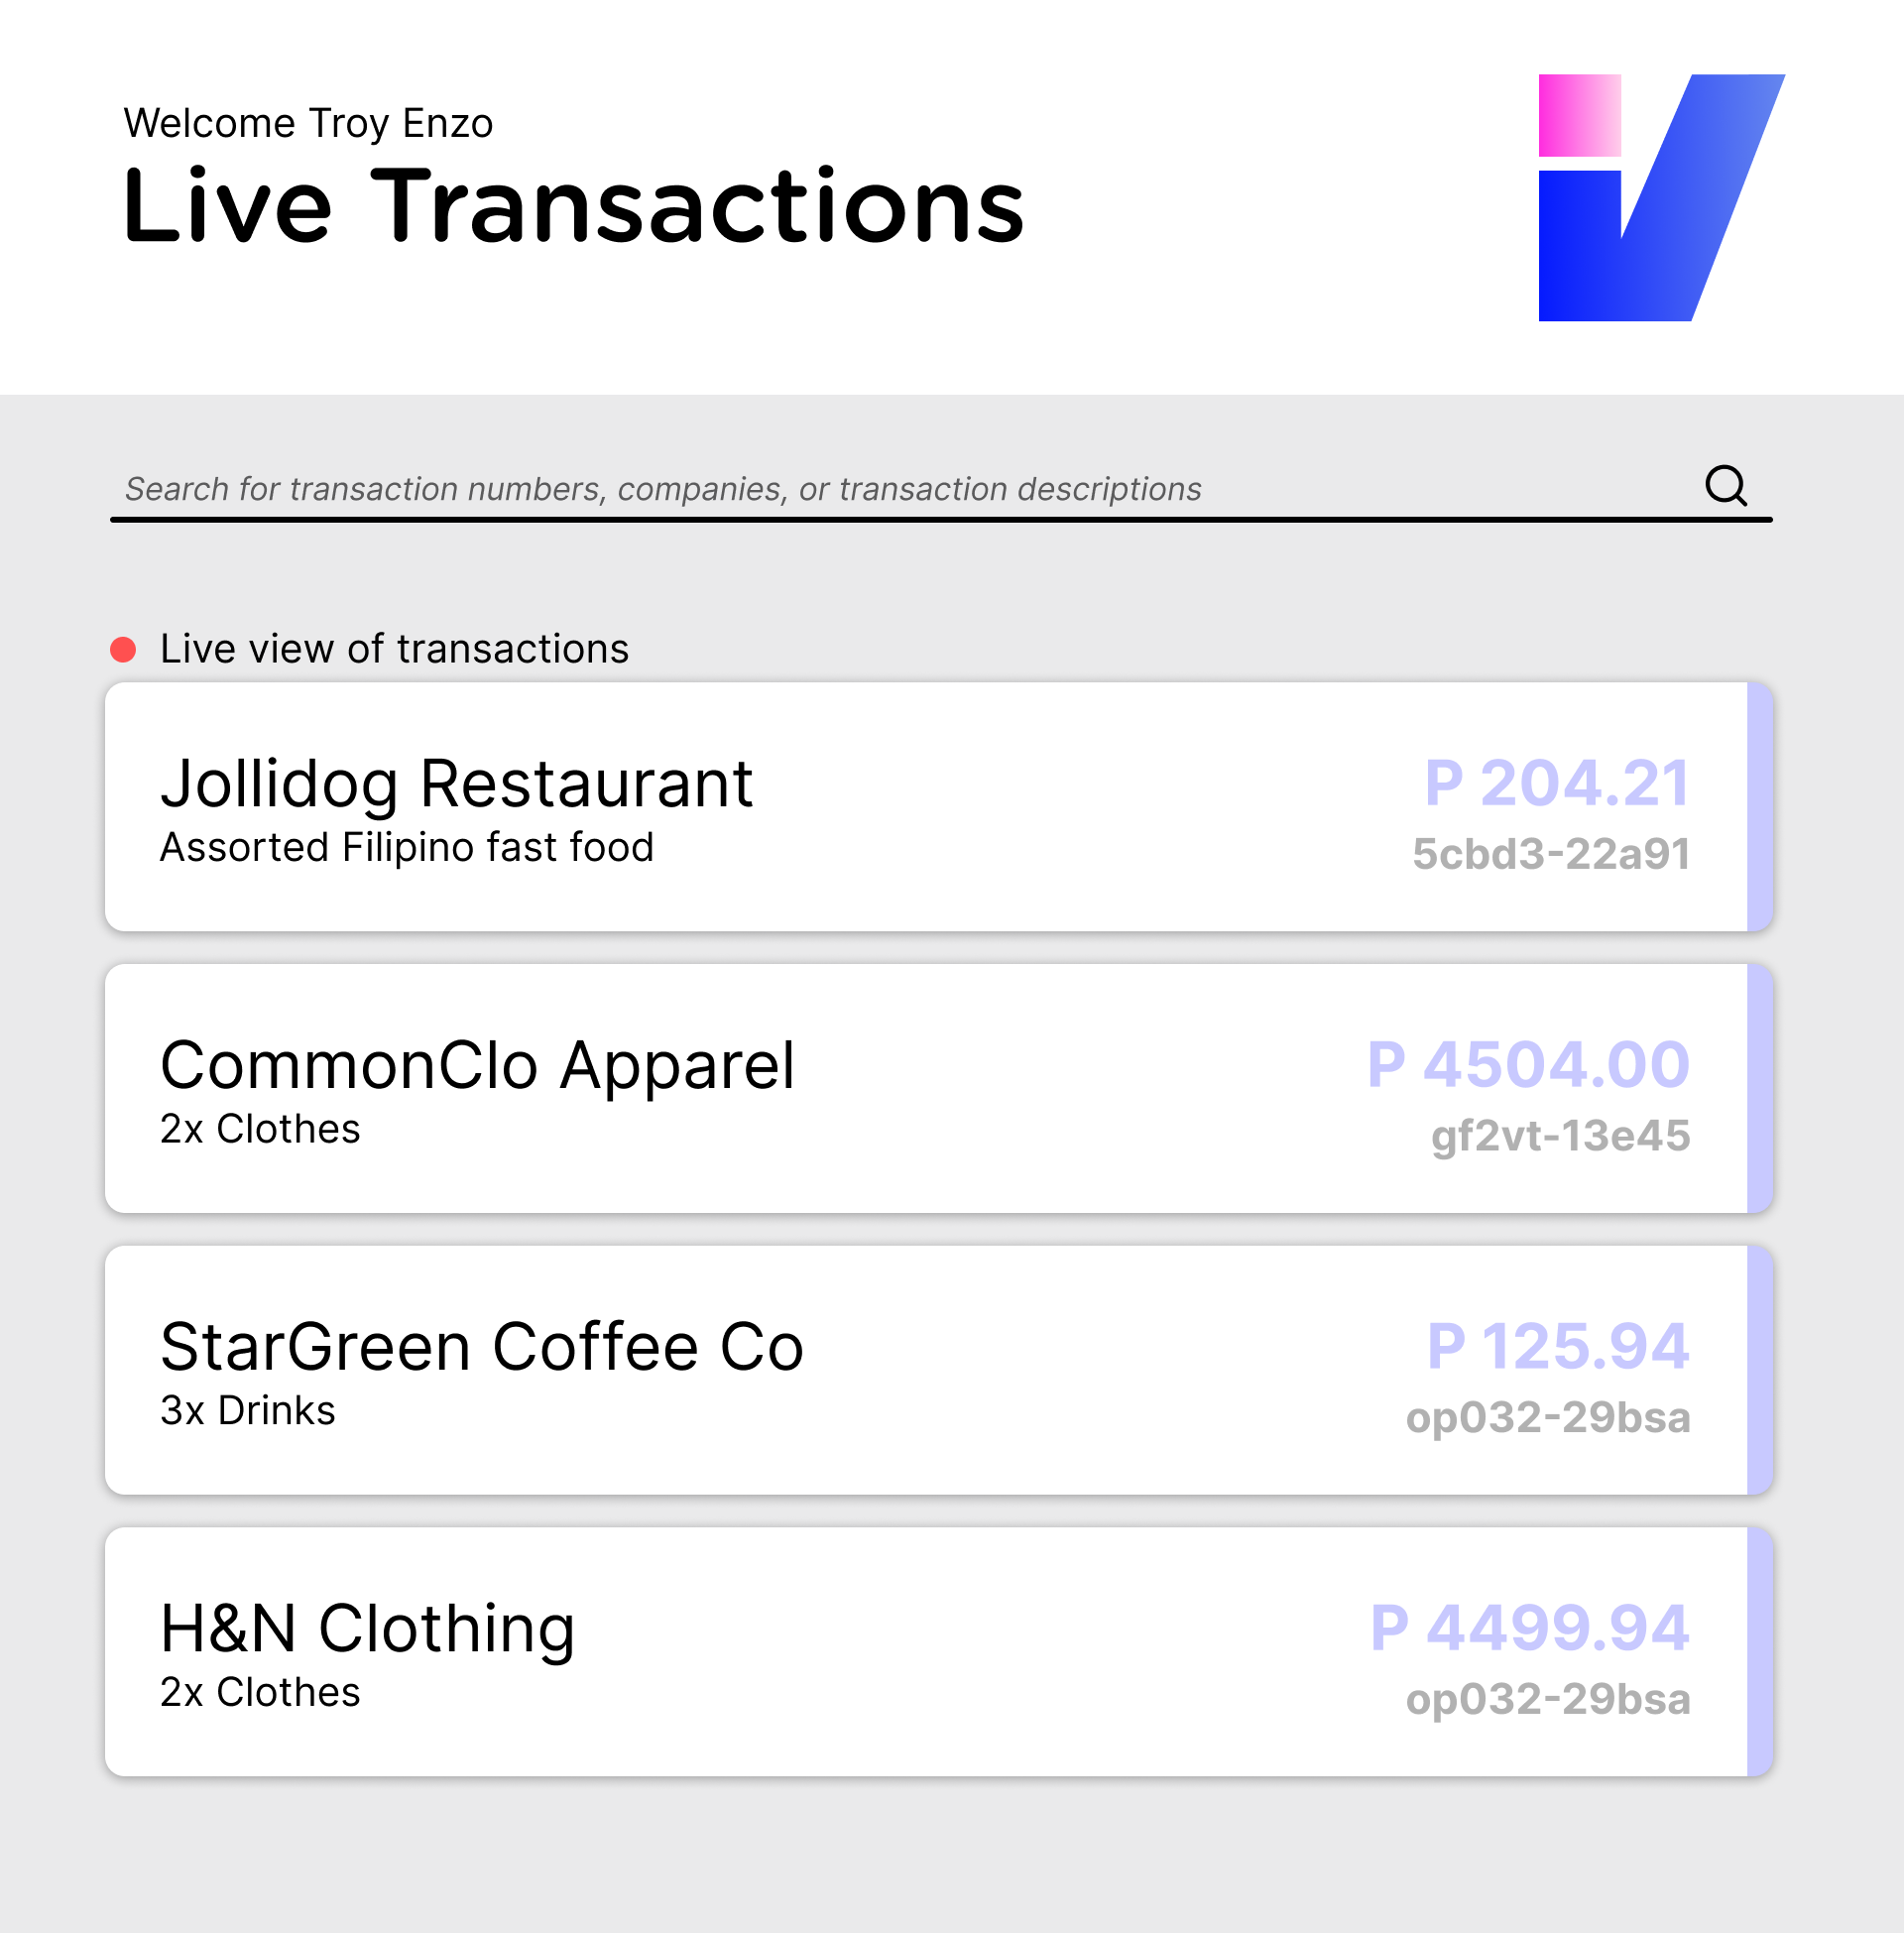 Welcome Troy Enzo
Live Transactions
Search for transaction numbers, companies, or transaction descriptions
Live view of transactions
Jollidog Restaurant
P 204.21
Assorted Filipino fast food
5cbd3-22a91
CommonClo Apparel
P 4504.00
2x Clothes
gf2vt-13e45
StarGreen Coffee Co
P 125.94
3x Drinks
op032-29bsa
H&N Clothing
P 4499.94
2x Clothes
op032-29bsa